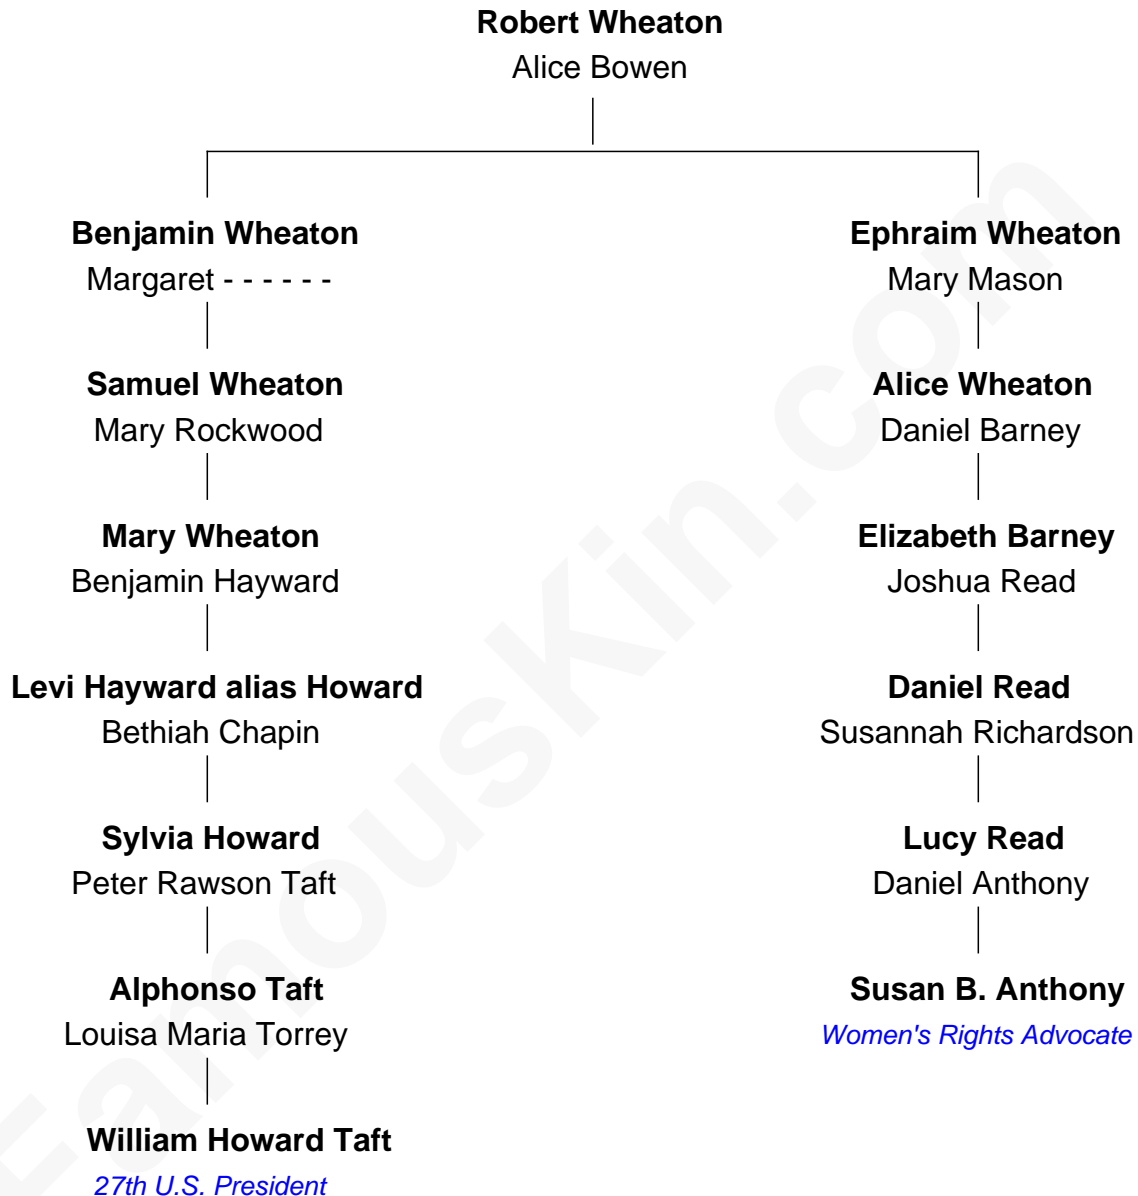 Robert Wheaton
Alice Bowen
Benjamin Wheaton
Margaret - - - - - -
Ephraim Wheaton
Mary Mason
Samuel Wheaton
Mary Rockwood
Alice Wheaton
Daniel Barney
Mary Wheaton
Benjamin Hayward
Elizabeth Barney
Joshua Read
Levi Hayward alias Howard
Bethiah Chapin
Daniel Read
Susannah Richardson
Sylvia Howard
Peter Rawson Taft
Lucy Read
Daniel Anthony
Alphonso Taft
Louisa Maria Torrey
Susan B. Anthony
Women's Rights Advocate
William Howard Taft
27th U.S. President
FamousKin.com